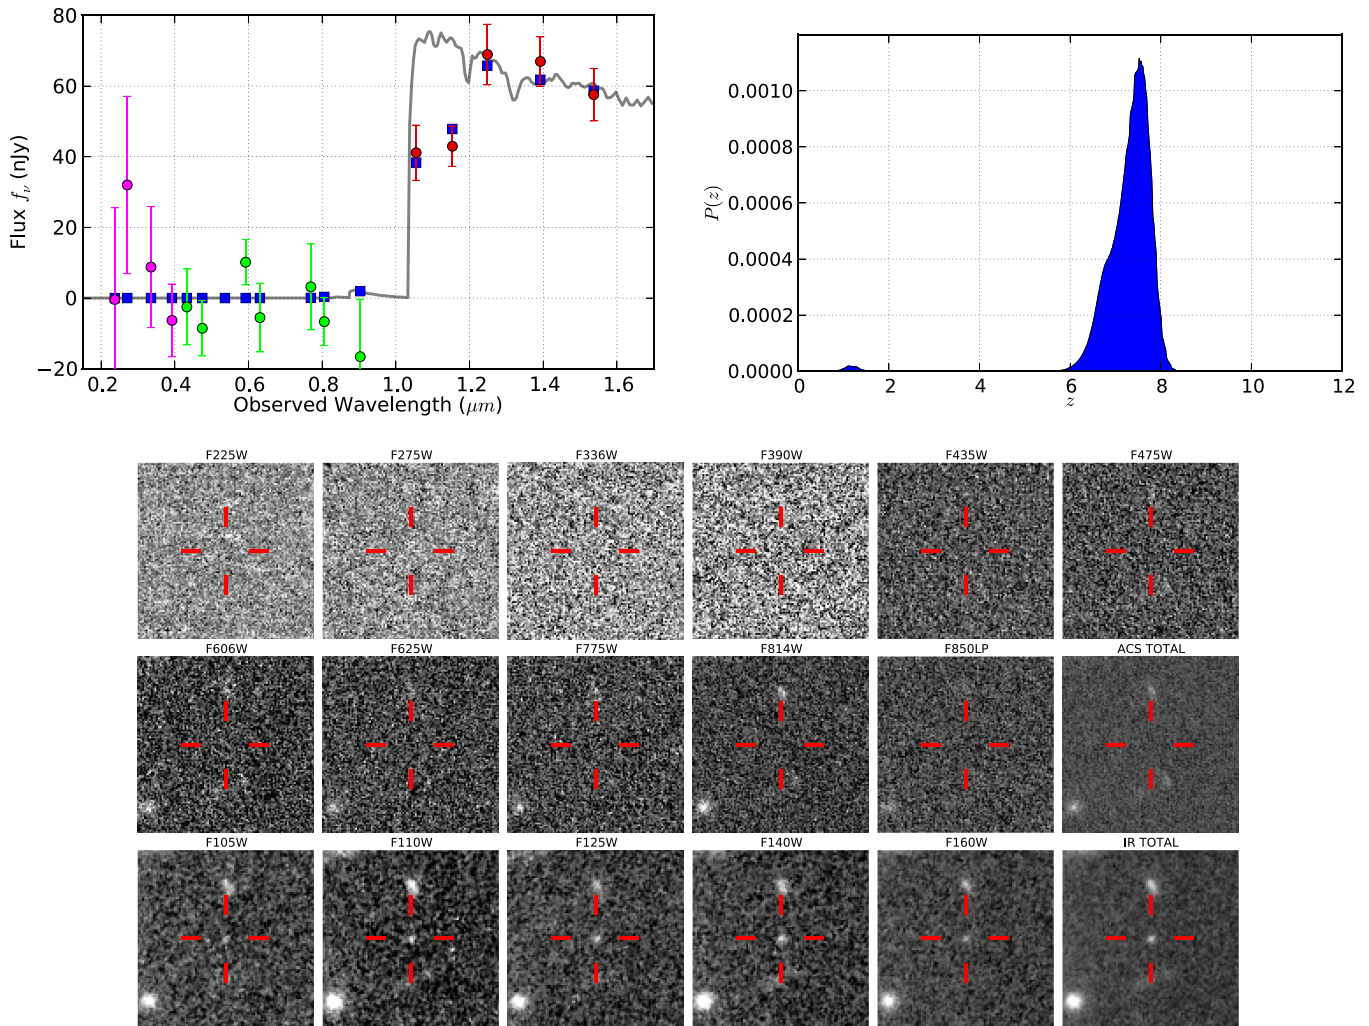 80
60
40
20
0
−20
Flux fν (nJy)
0.2 0.4 0.6 0.8 1.0 1.2 1.4 1.6
Observed Wavelength (μm)
0.0010
0.0008
0.0006
0.0004
0.0002
0.0000
P(z)
0 2 4 6 8 10 12
z
F225W F275W F336W F390W F435W F475W
F606W F625W F775W F814W F850LP ACS TOTAL
F105W F110W F125W F140W F160W IR TOTAL